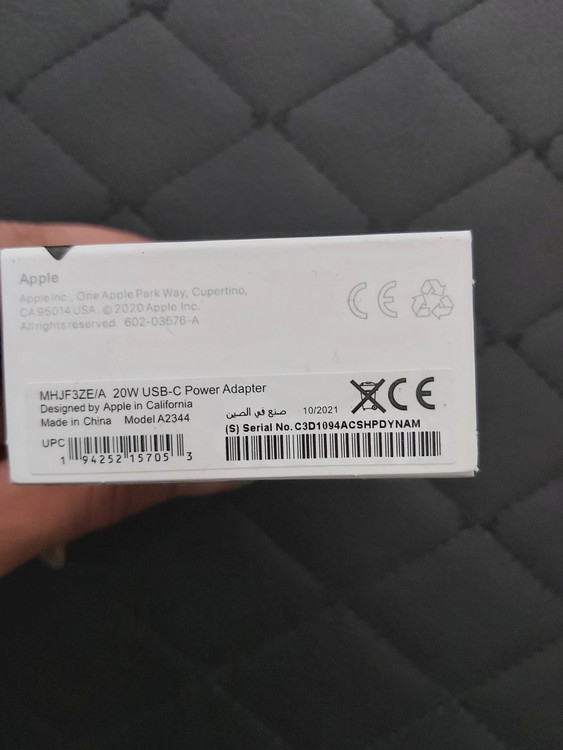 Apple
Apple Inc., One Apple Park Way, Cupertino,
CA 95014 USA. © 2020 Apple Inc.
All rights reserved. 602-03576-A
CE
MHJF3ZE/A 20W USB-C Power Adapter
Designed by Apple in California
Made in China Model A2344
صنع في الصين 10/2021
CE
(S) Serial No. C3D1094ACSHPDYNAM
UPC
1 94252 15705 3